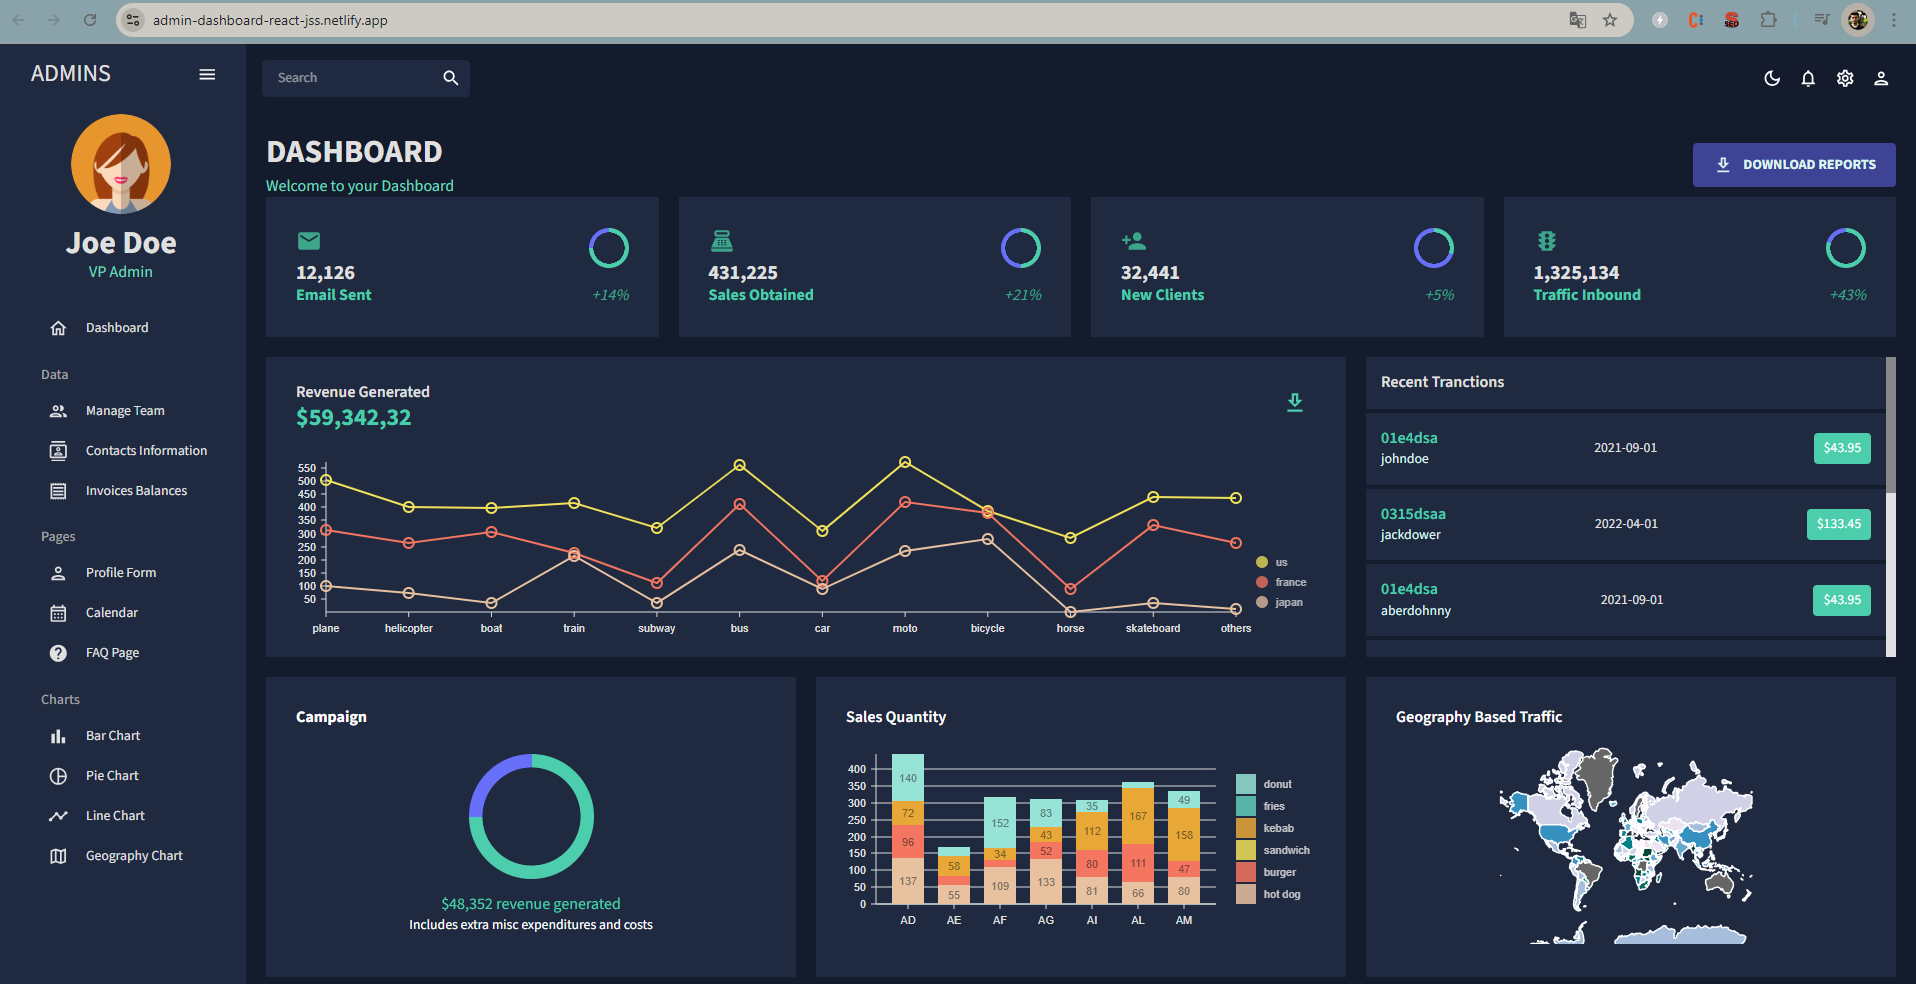 admin-dashboard-react-jss.netlify.app
SEO
ADMINS
Joe Doe
VP Admin
Dashboard
Data
Manage Team
Contacts Information
Invoices Balances
Pages
Profile Form
Calendar
FAQ Page
Charts
Bar Chart
Pie Chart
Line Chart
Geography Chart
Search
DASHBOARD
Welcome to your Dashboard
DOWNLOAD REPORTS
12,126
Email Sent
+14%
431,225
Sales Obtained
+21%
32,441
New Clients
+5%
1,325,134
Traffic Inbound
+43%
Revenue Generated
$59,342,32
550
500
450
400
350
300
250
200
150
100
50
plane helicopter boat train subway bus car moto bicycle horse skateboard others
us
france
japan
Recent Tranctions
01e4dsa
johndoe
2021-09-01
$43.95
0315dsaa
jackdower
2022-04-01
$133.45
01e4dsa
aberdohnny
2021-09-01
$43.95
Campaign
$48,352 revenue generated
Includes extra misc expenditures and costs
Sales Quantity
400
350
300
250
200
150
100
50
0
140
72
96
137
58
55
152
34
109
83
43
52
133
35
112
80
81
167
111
66
49
158
47
80
AD AE AF AG AI AL AM
donut
fries
kebab
sandwich
burger
hot dog
Geography Based Traffic